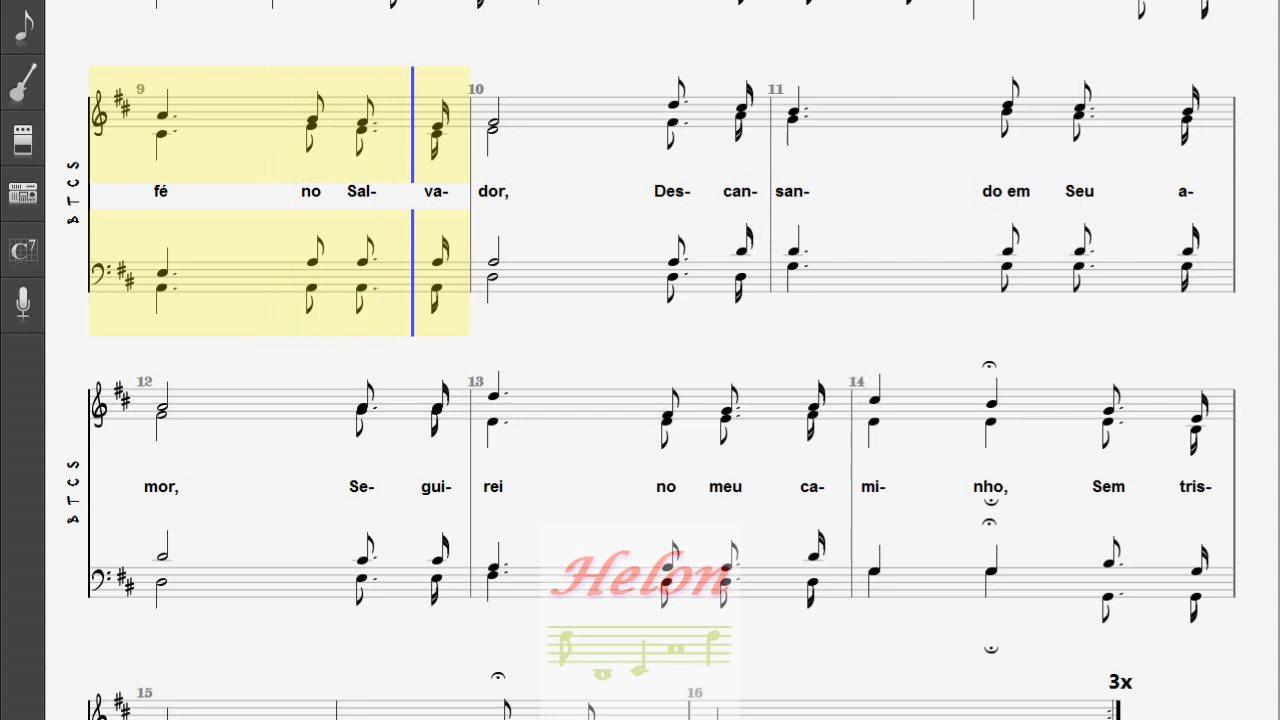 C7
9 10 11
S
C
T
B
fé no Sal- va- dor, Des- can- san- do em Seu a-
12 13 14
S
C
T
B
mor, Se- gui- rei no meu ca- mi- nho, Sem tris-
Helon
3x
15 16